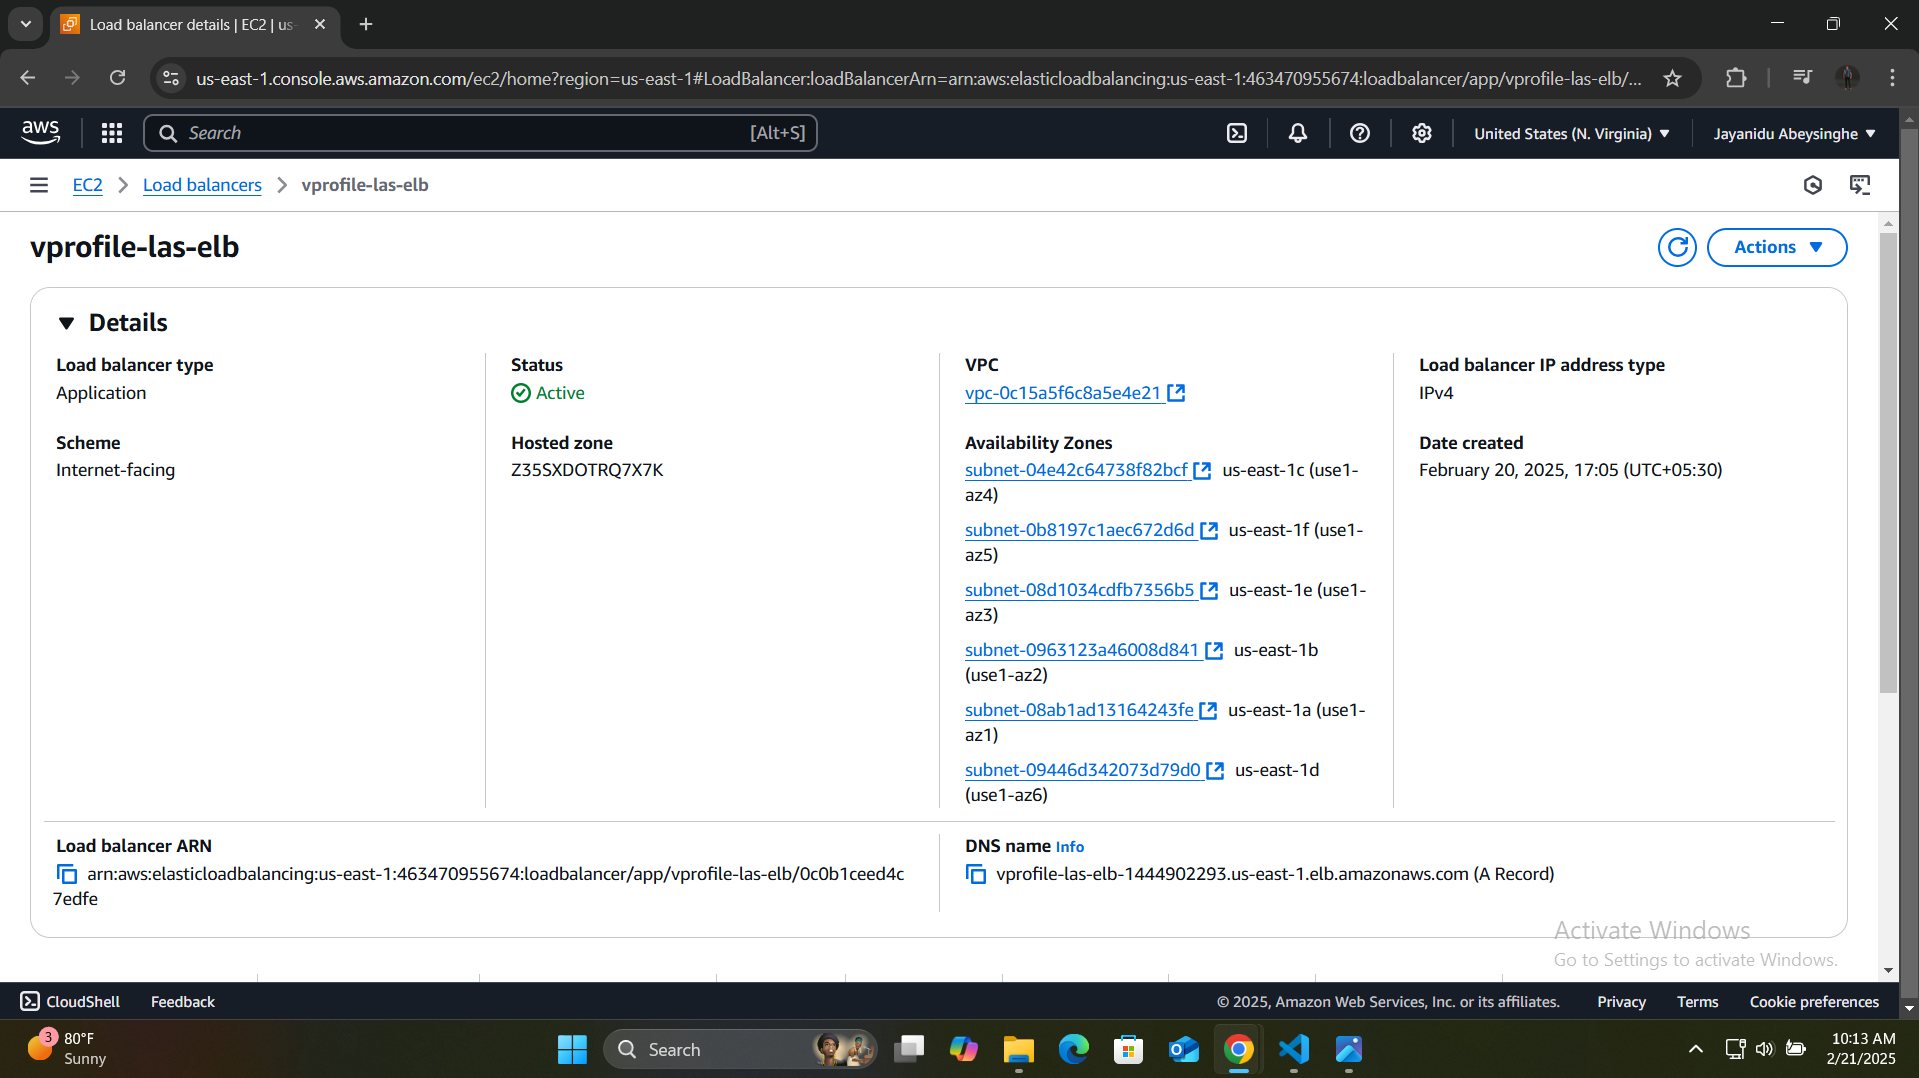 Load balancer details | EC2 | us-
us-east-1.console.aws.amazon.com/ec2/home?region=us-east-1#LoadBalancer:loadBalancerArn=arn:aws:elasticloadbalancing:us-east-1:463470955674:loadbalancer/app/vprofile-las-elb/...
aws Search [Alt+S] United States (N. Virginia) Jayanidu Abeysinghe
EC2 Load balancers vprofile-las-elb
vprofile-las-elb
Actions
Details
Load balancer type
Application
Scheme
Internet-facing
Status
Active
Hosted zone
Z35SXDOTRQ7X7K
VPC
vpc-0c15a5f6c8a5e4e21
Availability Zones
subnet-04e42c64738f82bcf us-east-1c (use1-
az4)
subnet-0b8197c1aec672d6d us-east-1f (use1-
az5)
subnet-08d1034cdfb7356b5 us-east-1e (use1-
az3)
subnet-0963123a46008d841 us-east-1b
(use1-az2)
subnet-08ab1ad13164243fe us-east-1a (use1-
az1)
subnet-09446d342073d79d0 us-east-1d
(use1-az6)
Load balancer IP address type
IPv4
Date created
February 20, 2025, 17:05 (UTC+05:30)
Load balancer ARN
arn:aws:elasticloadbalancing:us-east-1:463470955674:loadbalancer/app/vprofile-las-elb/0c0b1ceed4c
7edfe
DNS name Info
vprofile-las-elb-1444902293.us-east-1.elb.amazonaws.com (A Record)
Activate Windows
Go to Settings to activate Windows.
CloudShell Feedback © 2025, Amazon Web Services, Inc. or its affiliates. Privacy Terms Cookie preferences
3
80°F
Sunny
Search
10:13 AM
2/21/2025